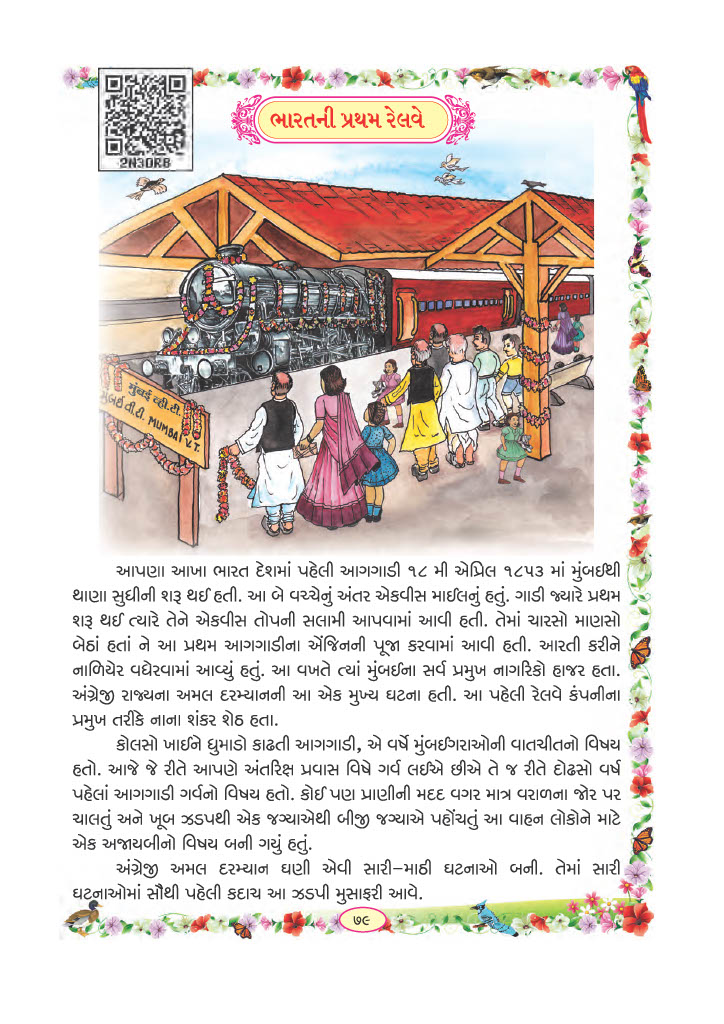 2N3OR8
ભારતની પ્રથમ રેલવે
मुंबई व्ही.टी.
મુંબઈ વી.ટી. MUMBAI V.T.
આપણા આખા ભારત દેશમાં પહેલી આગગાડી ૧૮ મી એપ્રિલ ૧૮૫૩ માં મુંબઈથી
થાણા સુધીની શરૂ થઈ હતી. આ બે વચ્ચેનું અંતર એકવીસ માઈલનું હતું. ગાડી જ્યારે પ્રથમ
શરૂ થઈ ત્યારે તેને એકવીસ તોપની સલામી આપવામાં આવી હતી. તેમાં ચારસો માણસો
બેઠાં હતાં ને આ પ્રથમ આગગાડીના એંજિનની પૂજા કરવામાં આવી હતી. આરતી કરીને
નાળિયેર વધેરવામાં આવ્યું હતું. આ વખતે ત્યાં મુંબઈના સર્વ પ્રમુખ નાગરિકો હાજર હતા.
અંગ્રેજી રાજ્યના અમલ દરમ્યાનની આ એક મુખ્ય ઘટના હતી. આ પહેલી રેલવે કંપનીના
પ્રમુખ તરીકે નાના શંકર શેઠ હતા.
કોલસો ખાઈને ધુમાડો કાઢતી આગગાડી, એ વર્ષે મુંબઈગરાઓની વાતચીતનો વિષય
હતો. આજે જે રીતે આપણે અંતરિક્ષ પ્રવાસ વિષે ગર્વ લઈએ છીએ તે જ રીતે દોઢસો વર્ષ
પહેલાં આગગાડી ગર્વનો વિષય હતો. કોઈ પણ પ્રાણીની મદદ વગર માત્ર વરાળના જોર પર
ચાલતું અને ખૂબ ઝડપથી એક જગ્યાએથી બીજી જગ્યાએ પહોંચતું આ વાહન લોકોને માટે
એક અજાયબીનો વિષય બની ગયું હતું.
અંગ્રેજી અમલ દરમ્યાન ઘણી એવી સારી–માઠી ઘટનાઓ બની. તેમાં સારી
ઘટનાઓમાં સૌથી પહેલી કદાચ આ ઝડપી મુસાફરી આવે.
૭૯